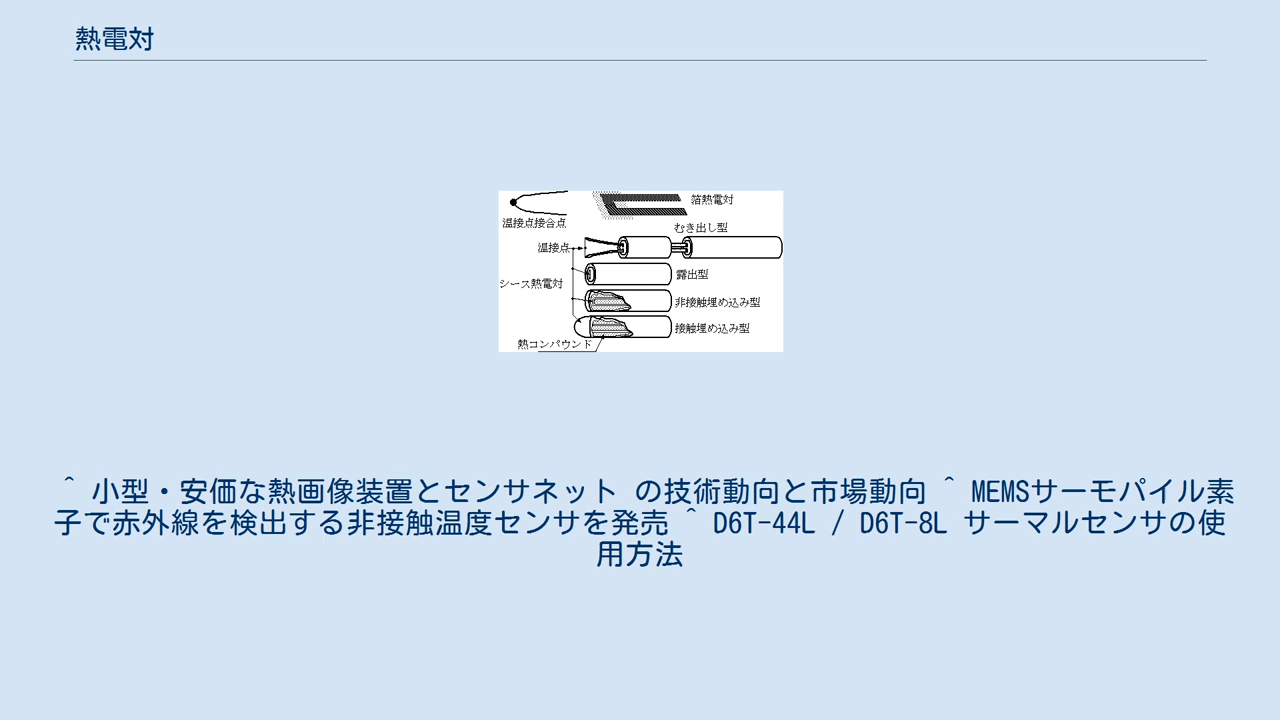 熱電対
箔熱電対
温接点接合点
むき出し型
温接点
露出型
シース熱電対
非接触埋め込み型
接触埋め込み型
熱コンパウンド
^ 小型・安価な熱画像装置とセンサネット の技術動向と市場動向 ^ MEMSサーモパイル素
子で赤外線を検出する非接触温度センサを発売 ^ D6T-44L / D6T-8L サーマルセンサの使
用方法